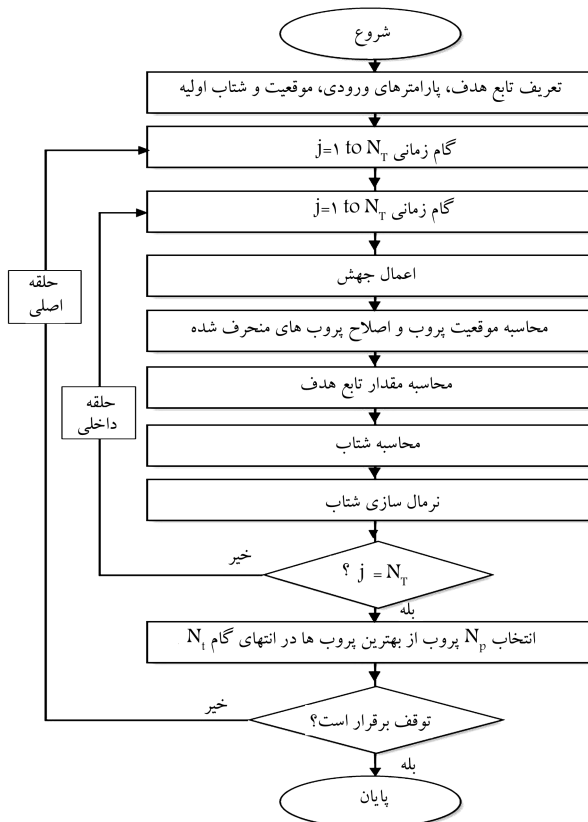 شروع
تعریف تابع هدف، پارامترهای ورودی، موقعیت و شتاب اولیه
گام زمانی j=۱ to N_T
گام زمانی j=۱ to N_T
اعمال جهش
حلقه
اصلی
محاسبه موقعیت پروب و اصلاح پروب های منحرف شده
محاسبه مقدار تابع هدف
حلقه
داخلی
محاسبه شتاب
نرمال سازی شتاب
خیر
j = N_T ؟
بله
انتخاب N_p پروب از بهترین پروب ها در انتهای گام N_t
خیر
توقف برقرار است؟
بله
پایان